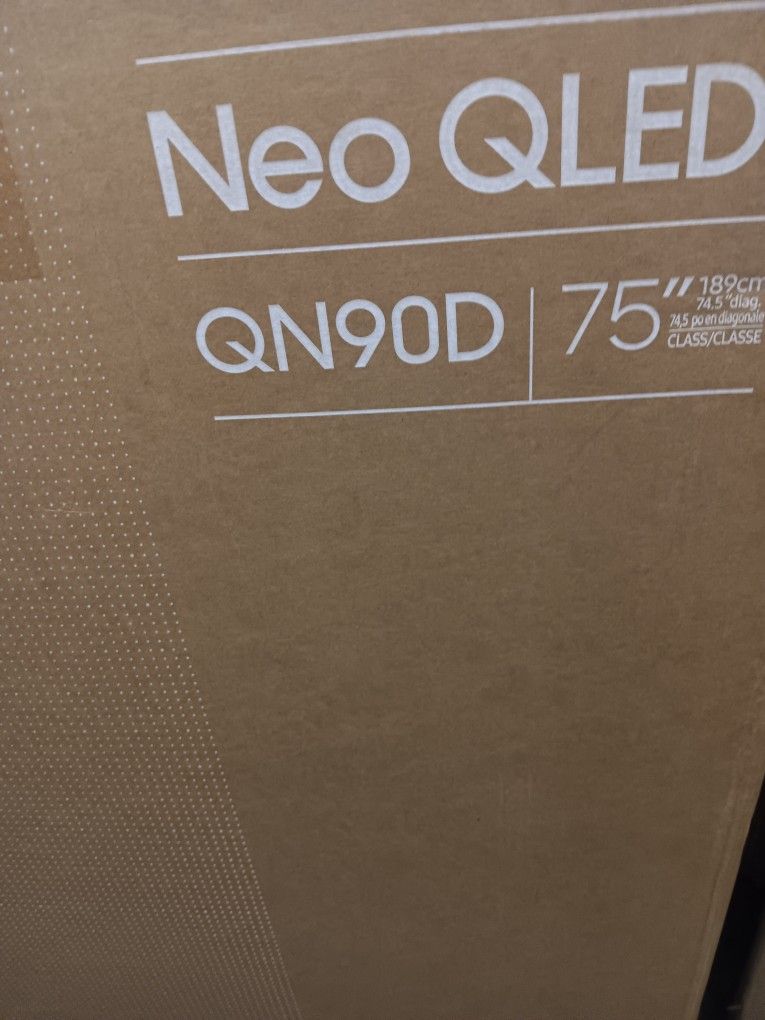 Neo QLED
QN90D
75" 189cm
74.5"diag.
74,5 po en diagonale
CLASS/CLASSE